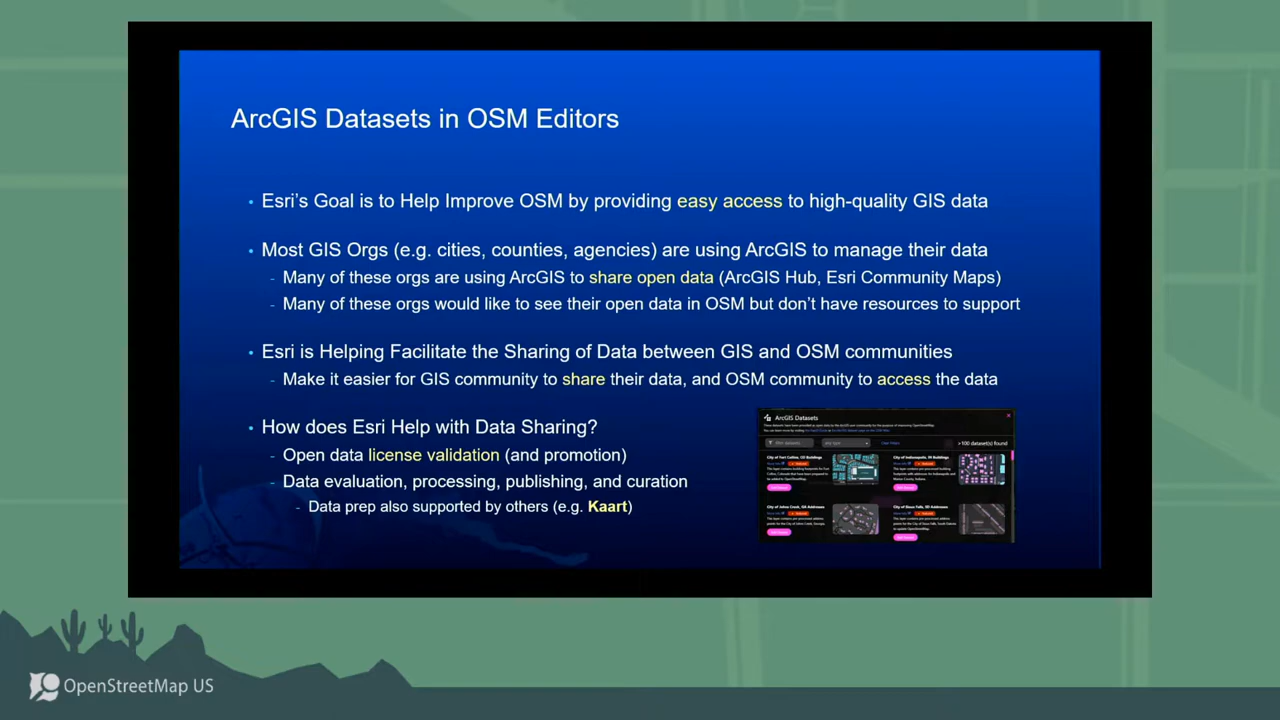 ArcGIS Datasets in OSM Editors
• Esri's Goal is to Help Improve OSM by providing easy access to high-quality GIS data
• Most GIS Orgs (e.g. cities, counties, agencies) are using ArcGIS to manage their data
- Many of these orgs are using ArcGIS to share open data (ArcGIS Hub, Esri Community Maps)
- Many of these orgs would like to see their open data in OSM but don't have resources to support
• Esri is Helping Facilitate the Sharing of Data between GIS and OSM communities
- Make it easier for GIS community to share their data, and OSM community to access the data
• How does Esri Help with Data Sharing?
- Open data license validation (and promotion)
- Data evaluation, processing, publishing, and curation
- Data prep also supported by others (e.g. Kaart)
ArcGIS Datasets
>100 dataset(s) found
City of Fort Collins, CO Buildings
City of Indianapolis, IN Buildings
City of Johns Creek, GA Addresses
City of Sioux Falls, SD Addresses
OpenStreetMap US